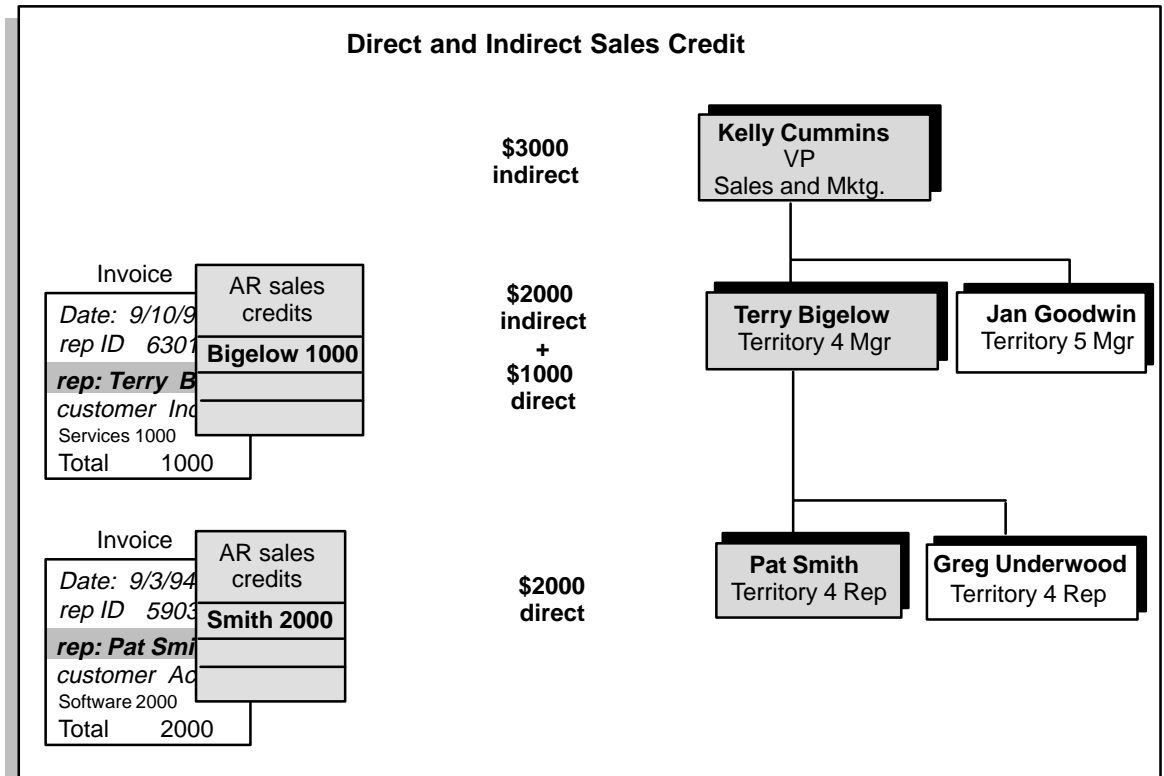 Direct and Indirect Sales Credit
$3000
indirect
Kelly Cummins
VP
Sales and Mktg.
Invoice
Date: 9/10/9
rep ID 6301
rep: Terry B
customer Inc
Services 1000
Total 1000
AR sales
credits
Bigelow 1000
$2000
indirect
+
$1000
direct
Terry Bigelow
Territory 4 Mgr
Jan Goodwin
Territory 5 Mgr
Invoice
Date: 9/3/94
rep ID 5903
rep: Pat Smi
customer Ac
Software 2000
Total 2000
AR sales
credits
Smith 2000
$2000
direct
Pat Smith
Territory 4 Rep
Greg Underwood
Territory 4 Rep